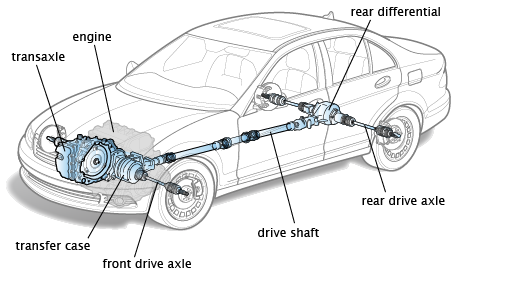 rear differential
engine
transaxle
rear drive axle
drive shaft
transfer case
front drive axle